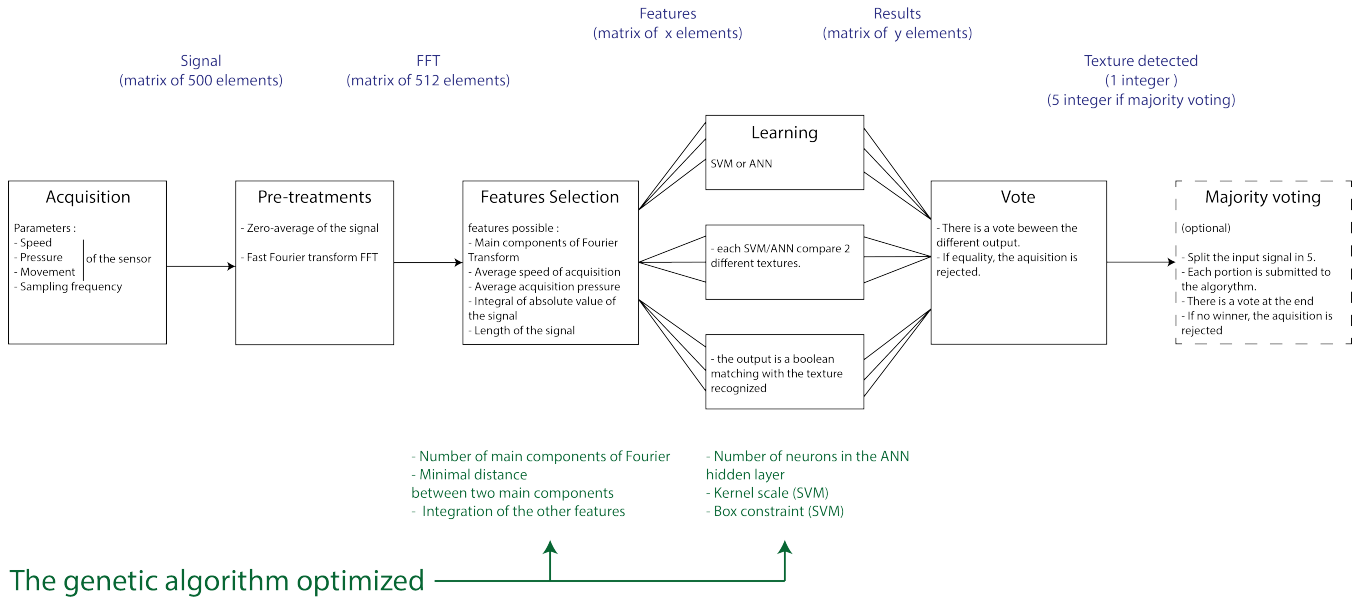 Features
(matrix of  x elements)
Results
(matrix of  y elements)
Signal
(matrix of 500 elements)
FFT
(matrix of 512 elements)
Texture detected
(1 integer )
(5 integer if majority voting)
Acquisition
Parameters :
- Speed
- Pressure
- Movement
- Sampling frequency
of the sensor
Pre-treatments
- Zero-average of the signal
- Fast Fourier transform FFT
Features Selection
features possible :
- Main components of Fourier
Transform
- Average speed of acquisition
- Average acquisition pressure
- Integral of absolute value of
the signal
- Length of the signal
Learning
SVM or ANN
- each SVM/ANN compare 2
different textures.
- the output is a boolean
matching with the texture
recognized
Vote
- There is a vote beween the
different output.
- If equality, the aquisition is
rejected.
Majority voting
(optional)
- Split the input signal in 5.
- Each portion is submitted to
the algorythm.
- There is a vote at the end
- If no winner, the aquisition is
rejected
- Number of main components of Fourier
- Minimal distance
between two main components
-  Integration of the other features
- Number of neurons in the ANN
hidden layer
- Kernel scale (SVM)
- Box constraint (SVM)
The genetic algorithm optimized